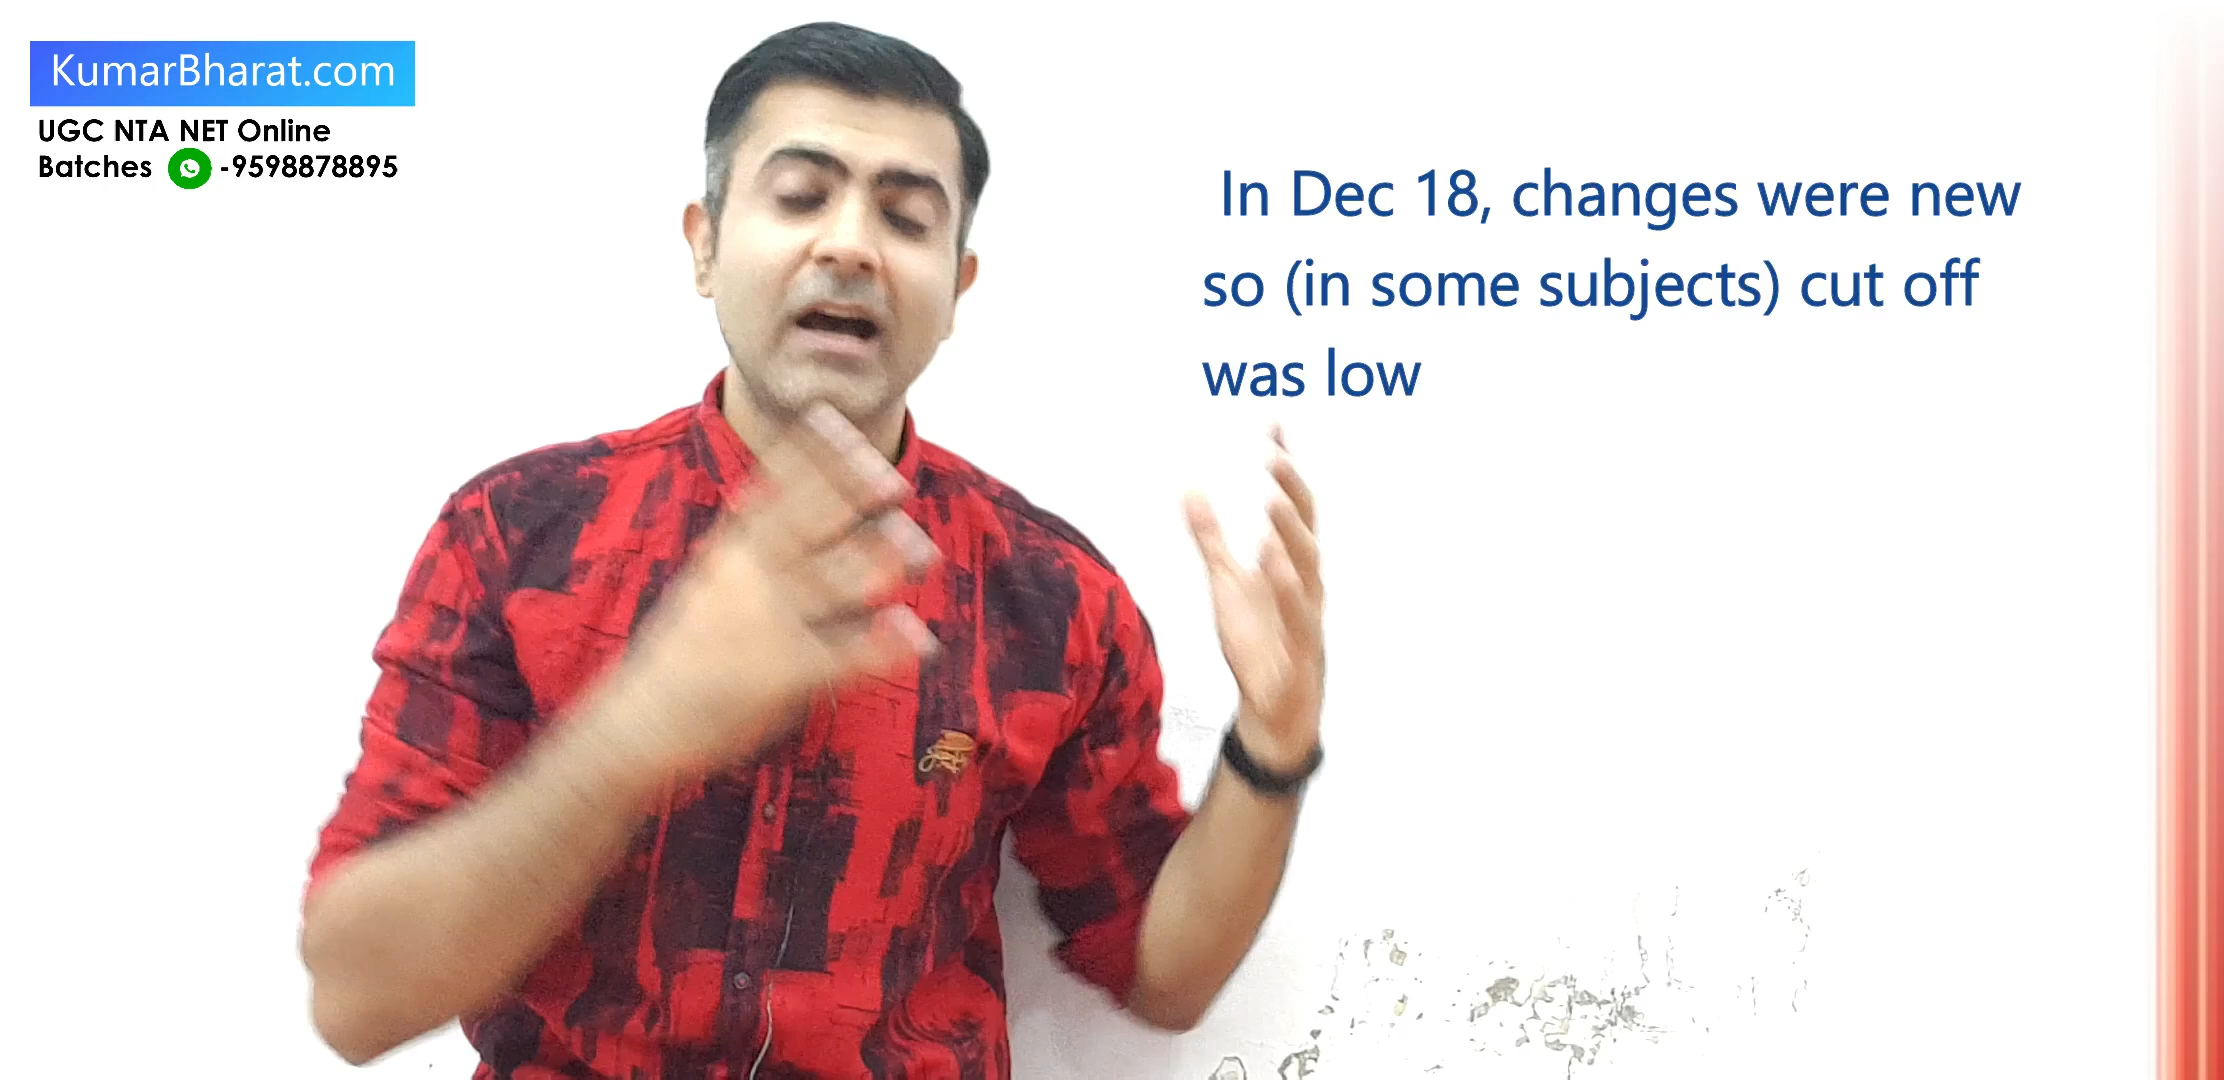 KumarBharat.com
UGC NTA NET Online
Batches -9598878895
In Dec 18, changes were new
so (in some subjects) cut off
was low